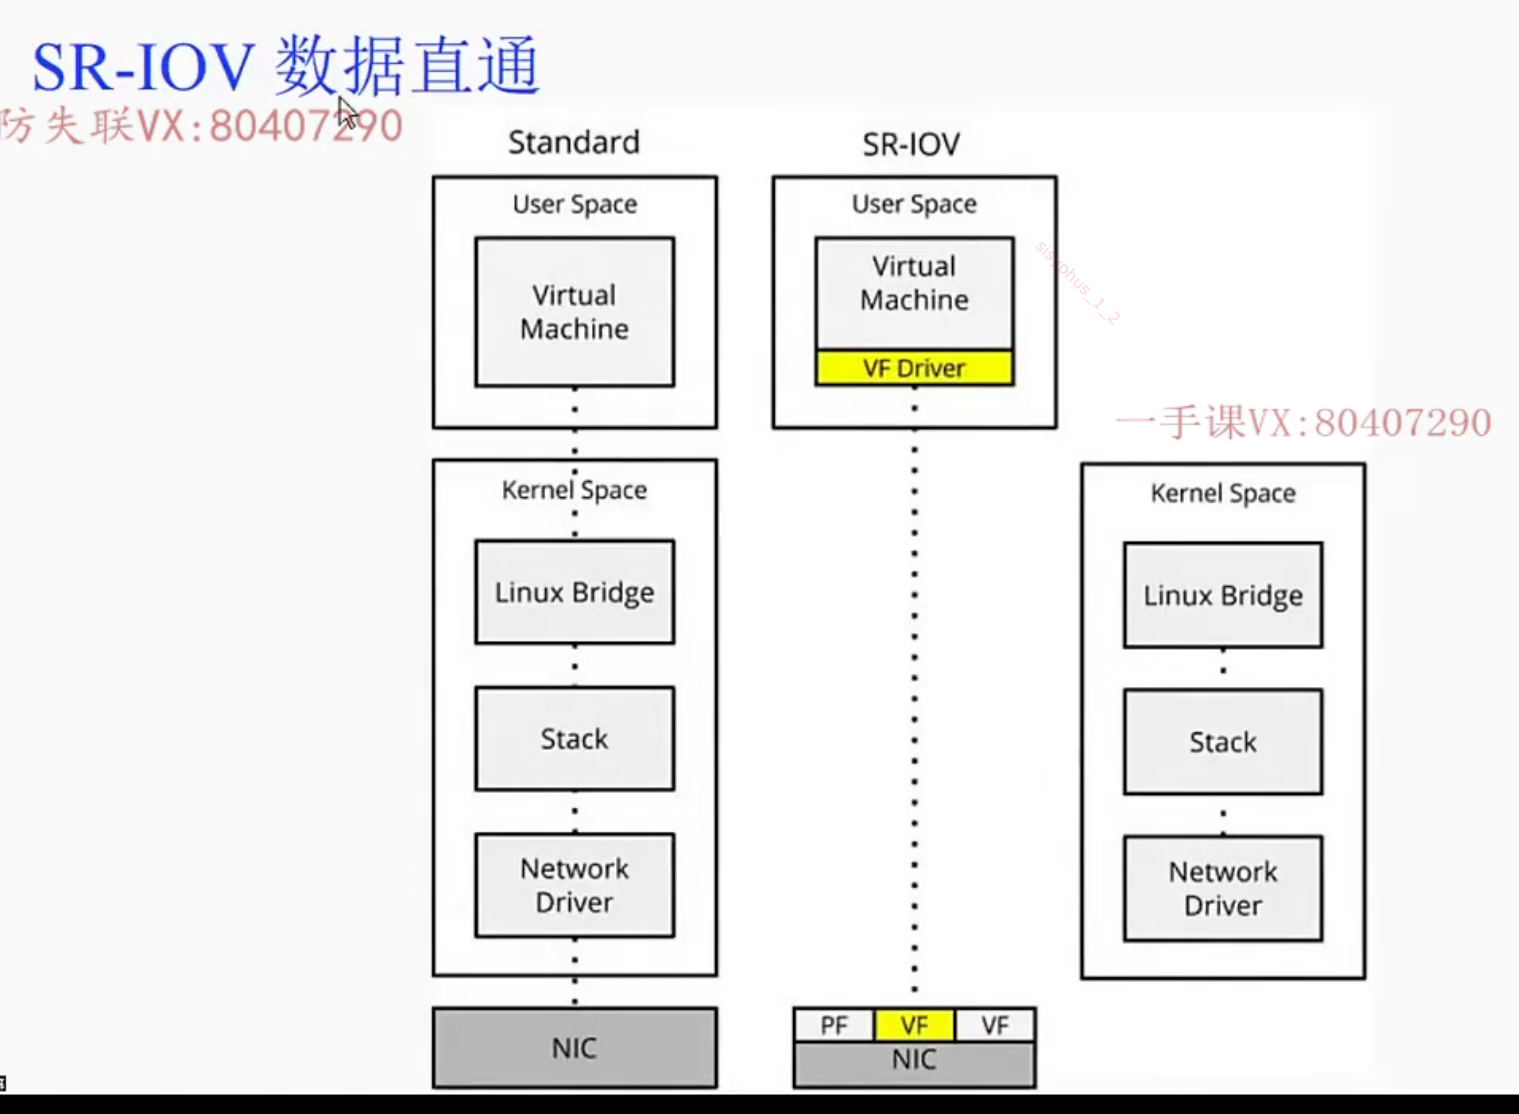 SR-IOV 数据直通
防失联VX:80407290
Standard
User Space
Virtual
Machine
Kernel Space
Linux Bridge
Stack
Network
Driver
NIC
SR-IOV
User Space
Virtual
Machine
VF Driver
PF
VF
VF
NIC
sisyphus_1_2
一手课VX:80407290
Kernel Space
Linux Bridge
Stack
Network
Driver